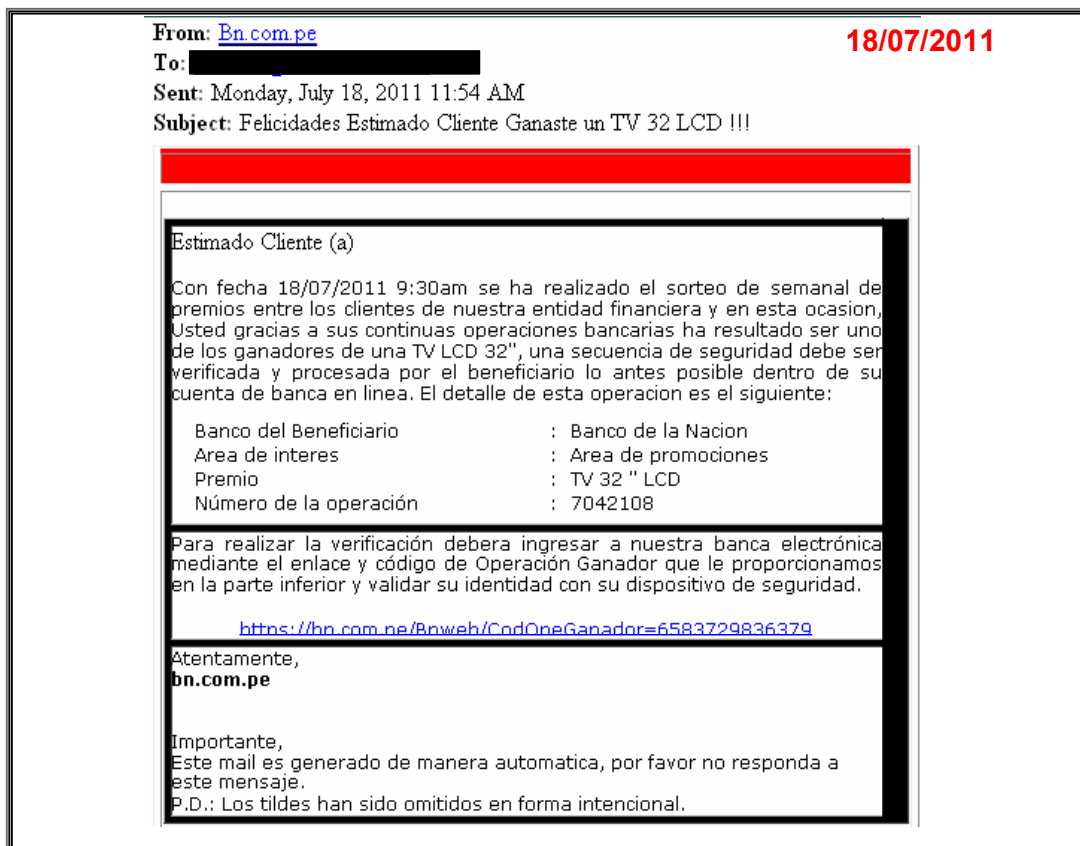 From: Bn.com.pe
18/07/2011
To:
Sent: Monday, July 18, 2011 11:54 AM
Subject: Felicidades Estimado Cliente Ganaste un TV 32 LCD !!!
Estimado Cliente (a)
Con fecha 18/07/2011 9:30am se ha realizado el sorteo de semanal de
premios entre los clientes de nuestra entidad financiera y en esta ocasion,
Usted gracias a sus continuas operaciones bancarias ha resultado ser uno
de los ganadores de una TV LCD 32", una secuencia de seguridad debe ser
verificada y procesada por el beneficiario lo antes posible dentro de su
cuenta de banca en linea. El detalle de esta operacion es el siguiente:
Banco del Beneficiario : Banco de la Nacion
Area de interes : Area de promociones
Premio : TV 32 " LCD
Número de la operación : 7042108
Para realizar la verificación debera ingresar a nuestra banca electrónica
mediante el enlace y código de Operación Ganador que le proporcionamos
en la parte inferior y validar su identidad con su dispositivo de seguridad.
https://bn.com.pe/Bnweb/CodOpeGanador=6583729836379
Atentamente,
bn.com.pe
Importante,
Este mail es generado de manera automatica, por favor no responda a
este mensaje.
P.D.: Los tildes han sido omitidos en forma intencional.